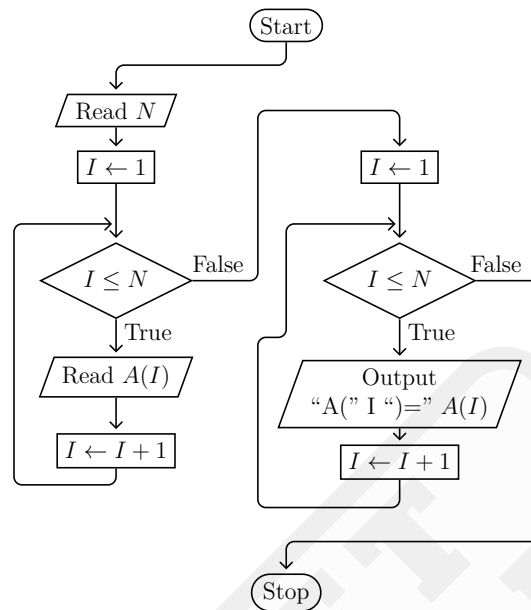 Start
Read N
I ← 1
I ≤ N
False
True
Read A(I)
I ← I + 1
I ← 1
I ≤ N
False
True
Output
“A(” I “)=” A(I)
I ← I + 1
Stop